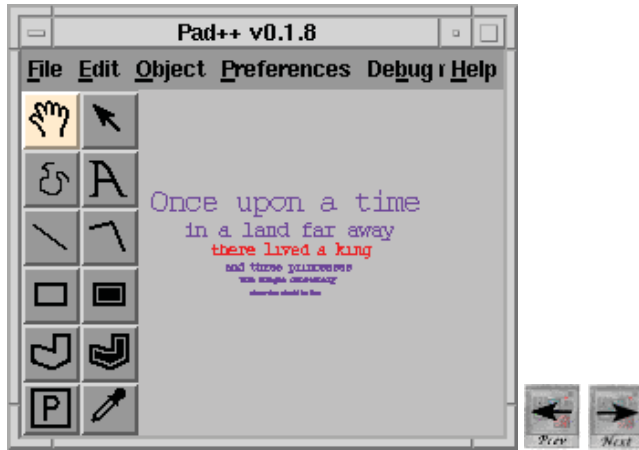 Pad++ v0.1.8
File Edit Object Preferences Debug Help
A
Once upon a time
in a land far away
there lived a king
and three princesses
P
Prev Next